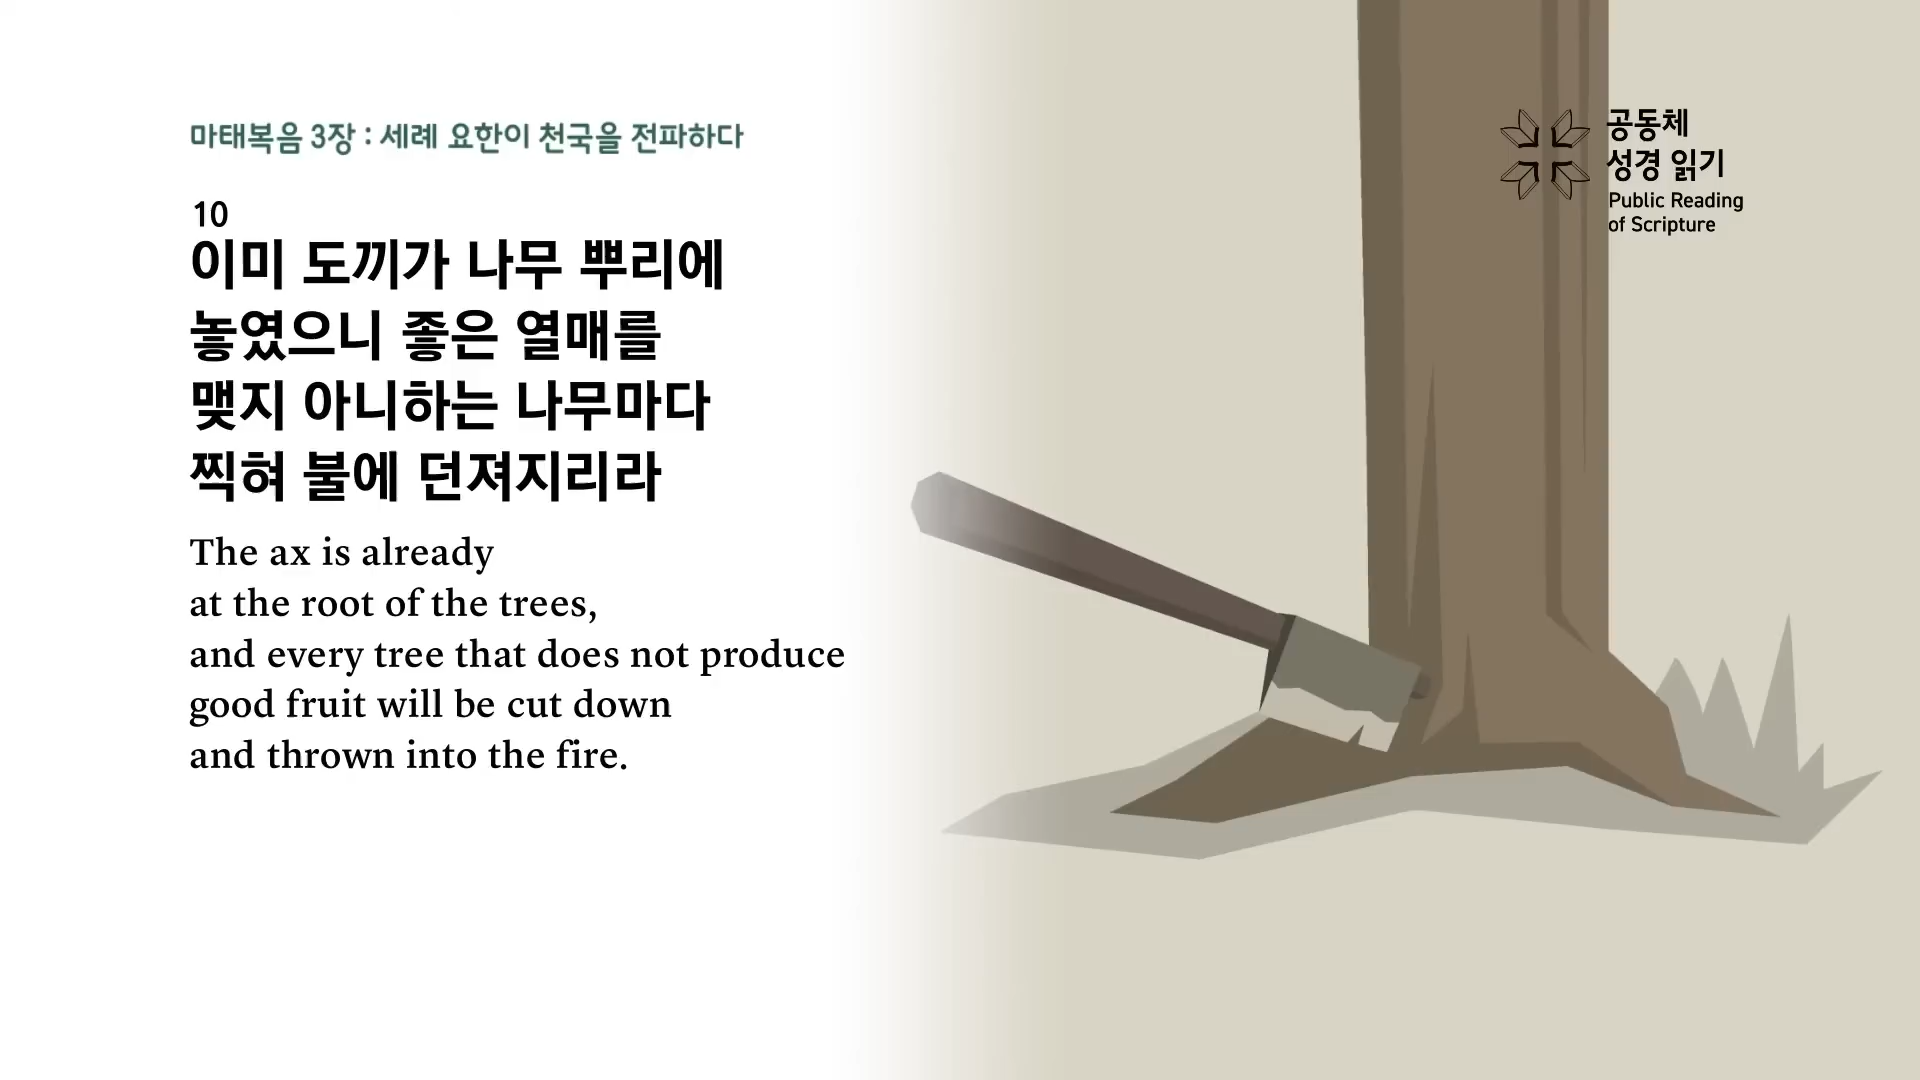 마태복음 3장 : 세례 요한이 천국을 전파하다
10
이미 도끼가 나무 뿌리에
놓였으니 좋은 열매를
맺지 아니하는 나무마다
찍혀 불에 던져지리라
The ax is already
at the root of the trees,
and every tree that does not produce
good fruit will be cut down
and thrown into the fire.
공동체
성경 읽기
Public Reading
of Scripture